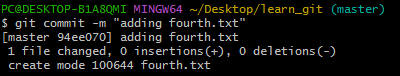 PC@DESKTOP-B1A8QMI MINGW64 ~/Desktop/learn_git (master)
$ git commit -m "adding fourth.txt"
[master 94ee070] adding fourth.txt
 1 file changed, 0 insertions(+), 0 deletions(-)
 create mode 100644 fourth.txt